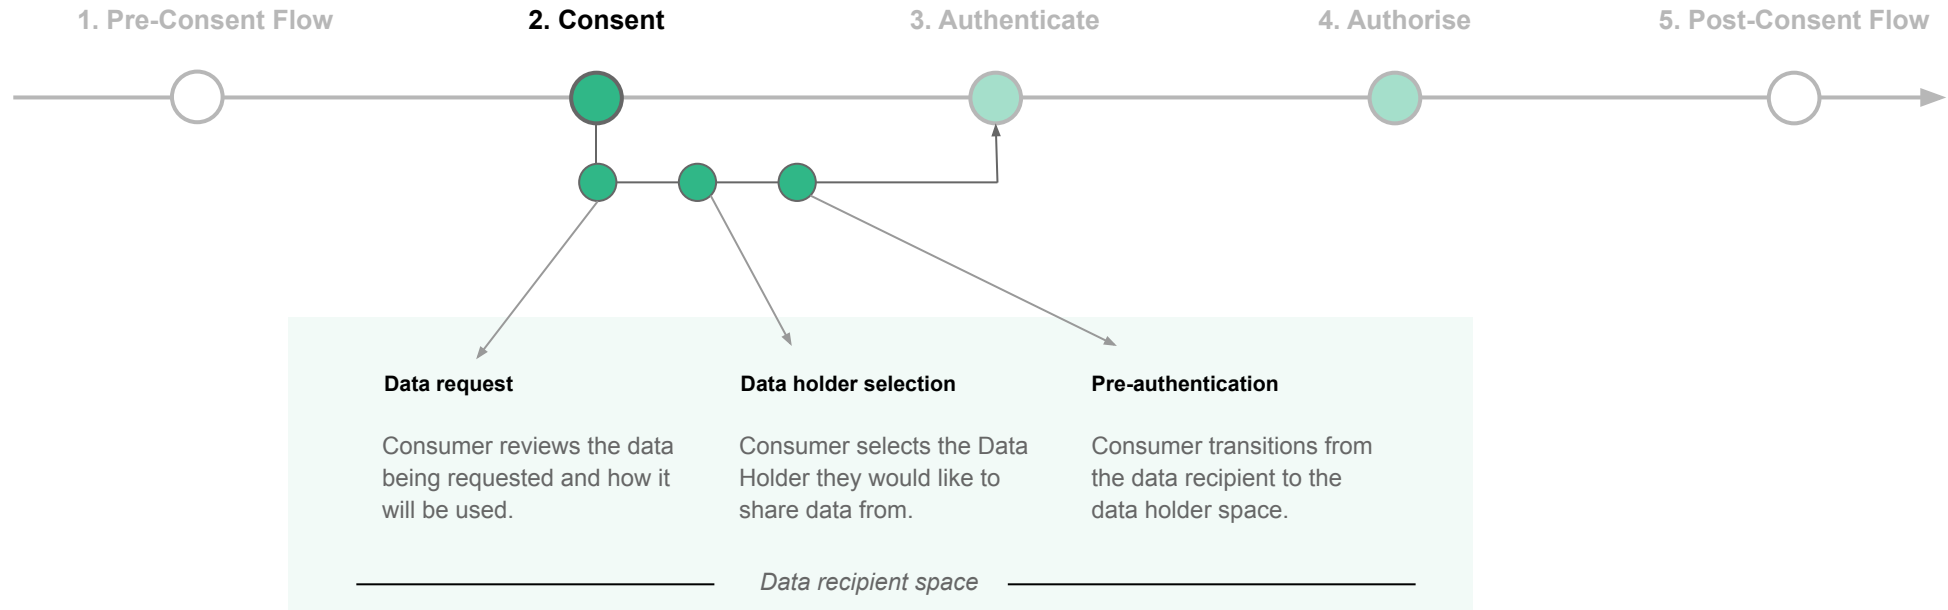 1. Pre-Consent Flow
2. Consent
3. Authenticate
4. Authorise
5. Post-Consent Flow
Data request
Consumer reviews the data
being requested and how it
will be used.
Data holder selection
Consumer selects the Data
Holder they would like to
share data from.
Pre-authentication
Consumer transitions from
the data recipient to the
data holder space.
Data recipient space